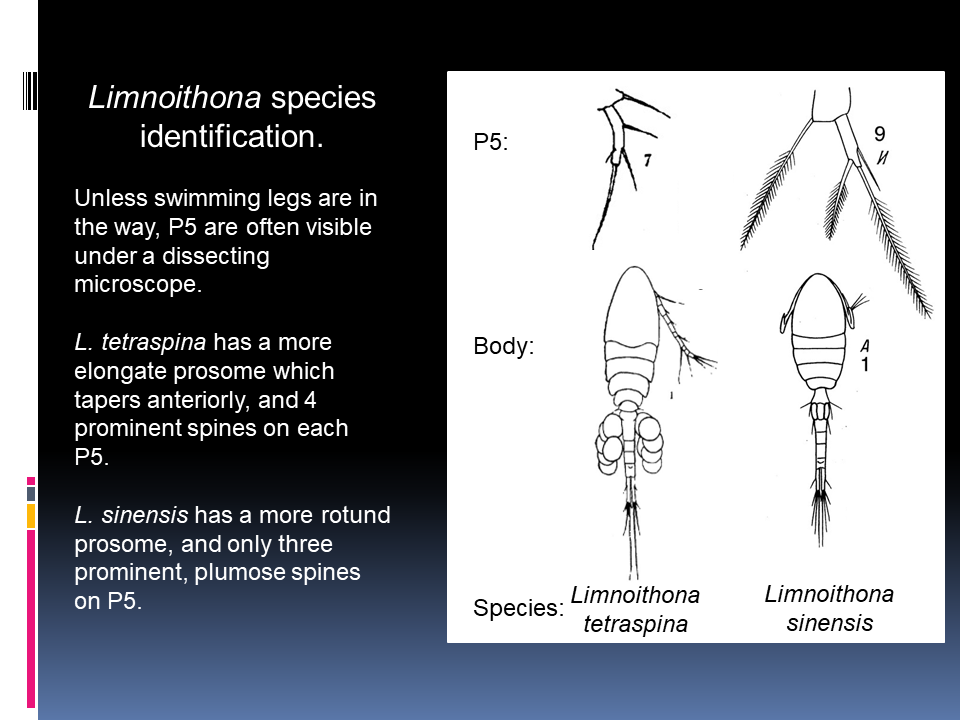 Limnoithona species
identification.
Unless swimming legs are in
the way, P5 are often visible
under a dissecting
microscope.
L. tetraspina has a more
elongate prosome which
tapers anteriorly, and 4
prominent spines on each
P5.
L. sinensis has a more rotund
prosome, and only three
prominent, plumose spines
on P5.
P5:
7
9
И
Body:
1
А
1
Species:
Limnoithona
tetraspina
Limnoithona
sinensis